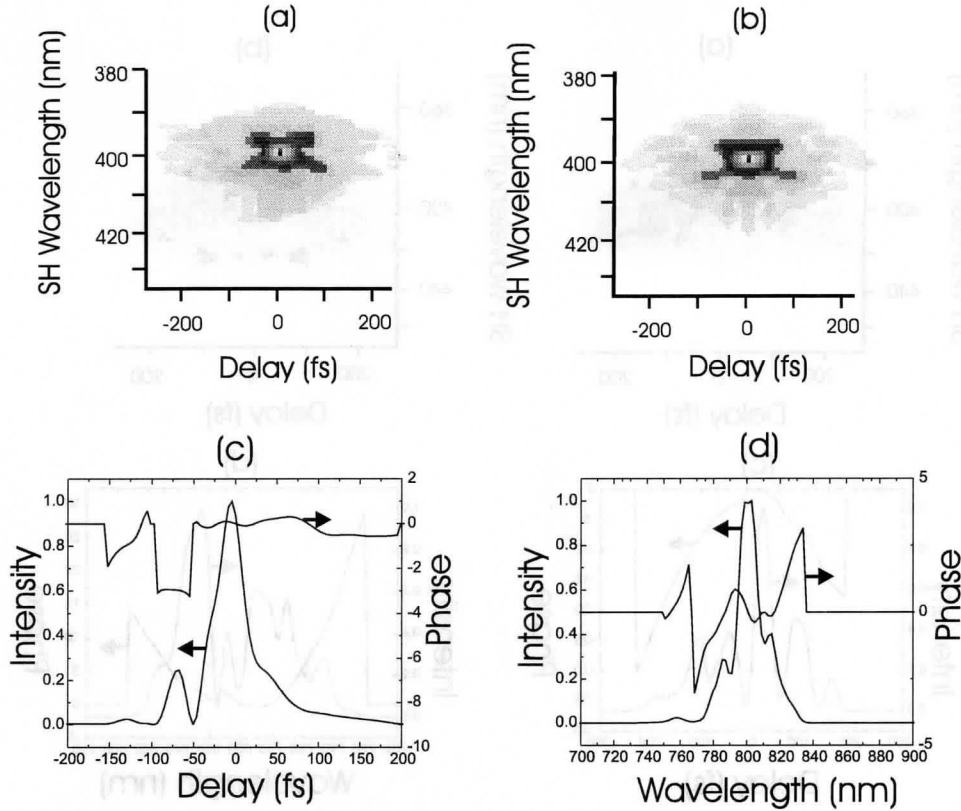 (a)
SH Wavelength (nm)
380
400
420
-200 0 200
Delay (fs)
(b)
SH Wavelength (nm)
380
400
420
-200 0 200
Delay (fs)
(c)
Intensity
1.0
0.8
0.6
0.4
0.2
0.0
2
0
-2
-4
-6
-8
-10
Phase
-200 -150 -100 -50 0 50 100 150 200
Delay (fs)
(d)
Intensity
1.0
0.8
0.6
0.4
0.2
0.0
5
0
-5
Phase
700 720 740 760 780 800 820 840 860 880 900
Wavelength (nm)